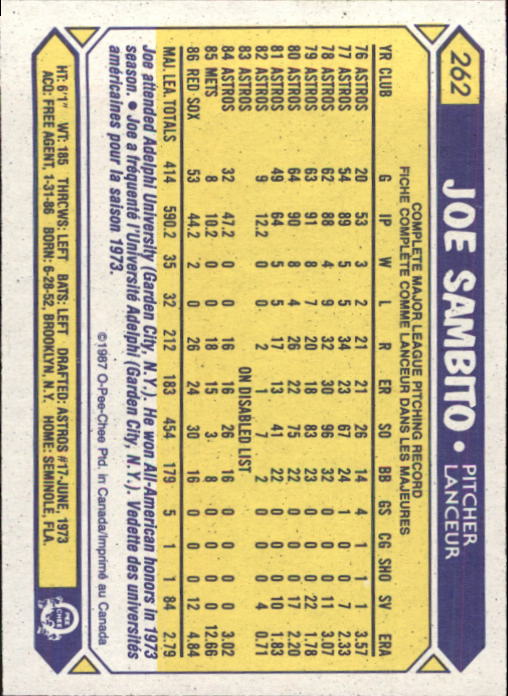 262
JOE SAMBITO • PITCHER
LANCEUR
COMPLETE MAJOR LEAGUE PITCHING RECORD
FICHE COMPLÈTE COMME LANCEUR DANS LES MAJEURES
YR CLUB G IP W L R ER SO BB GS CG SHO SV ERA
76 ASTROS 20 53 3 2 21 21 26 14 4 1 1 1 3.57
77 ASTROS 54 89 5 5 34 23 67 24 1 0 0 7 2.33
78 ASTROS 62 88 4 9 32 30 96 32 0 0 0 11 3.07
79 ASTROS 63 91 8 7 20 18 83 23 0 0 0 22 1.78
80 ASTROS 64 90 8 4 26 22 75 22 0 0 0 17 2.20
81 ASTROS 49 64 5 5 17 13 41 22 0 0 0 10 1.83
82 ASTROS 9 12.2 0 0 2 1 7 2 0 0 0 4 0.71
83 ASTROS ON DISABLED LIST
84 ASTROS 32 47.2 0 0 16 16 26 16 0 0 0 0 3.02
85 METS 8 10.2 0 0 18 15 3 8 0 0 0 0 12.66
86 RED SOX 53 44.2 2 0 26 24 30 16 0 0 0 12 4.84
MAJ. LEA. TOTALS 414 590.2 35 32 212 183 454 179 5 1 1 84 2.79
Joe attended Adelphi University (Garden City, N.Y.). He won All-American honors in 1973
season. • Joe a fréquenté l'Université Adelphi (Garden City, N.Y.). Vedette des universités
américaines pour la saison 1973.
©1987 O-Pee-Chee Ptd. in Canada/Imprimé au Canada
HT: 6'1" WT: 185 THROWS: LEFT BATS: LEFT DRAFTED: ASTROS #17-JUNE, 1973
ACQ: FREE AGENT, 1-31-86 BORN: 6-28-52, BROOKLYN, N.Y. HOME: SEMINOLE, FLA.
O
PEE
CHEE